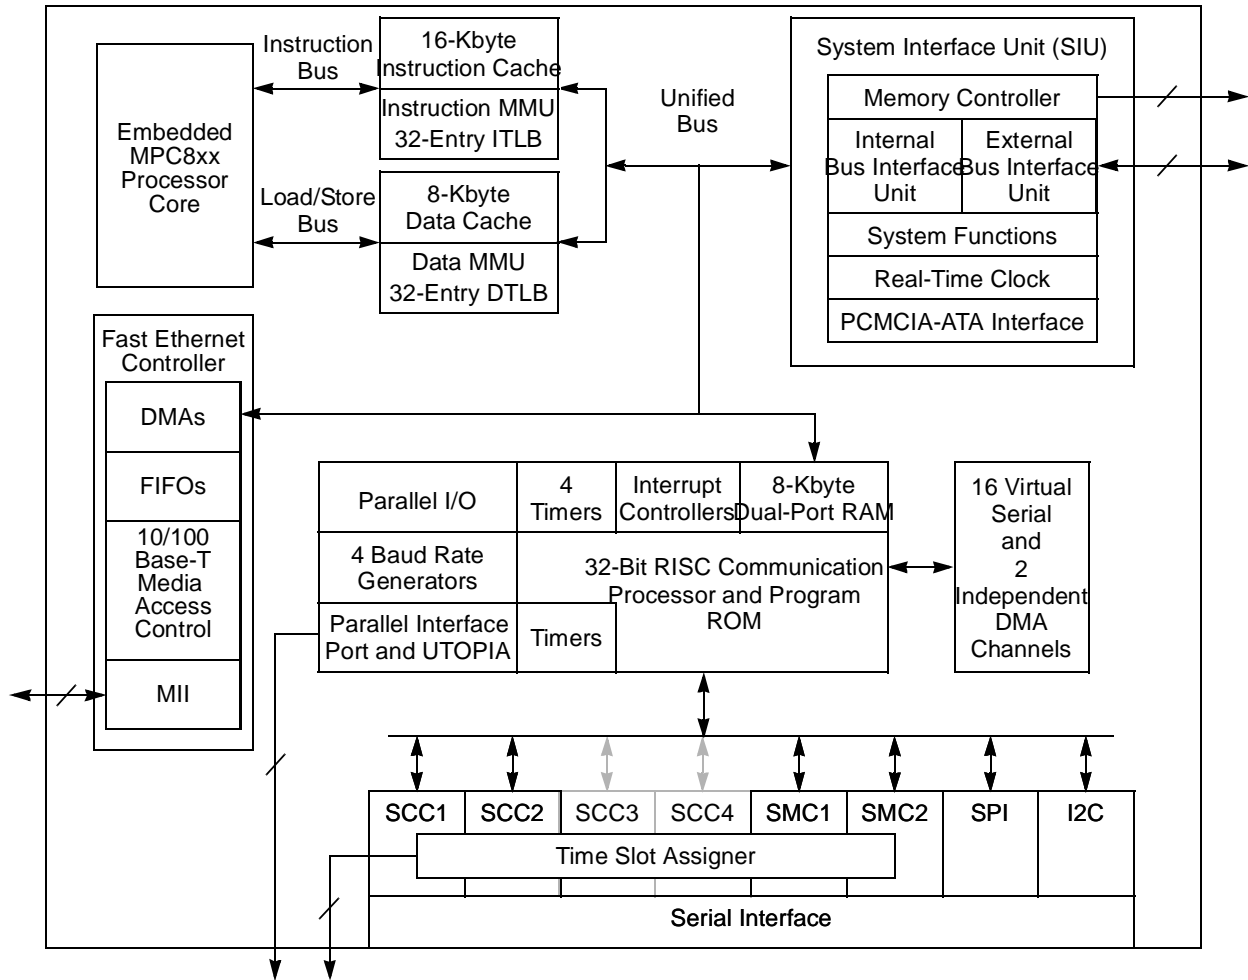 Instruction
Bus
16-Kbyte
Instruction Cache
Instruction MMU
32-Entry ITLB
Embedded
MPC8xx
Processor
Core
Load/Store
Bus
8-Kbyte
Data Cache
Data MMU
32-Entry DTLB
Unified
Bus
System Interface Unit (SIU)
Memory Controller
Internal
Bus Interface
Unit
External
Bus Interface
Unit
System Functions
Real-Time Clock
PCMCIA-ATA Interface
Fast Ethernet
Controller
DMAs
FIFOs
10/100
Base-T
Media
Access
Control
MII
Parallel I/O
4
Timers
Interrupt
Controllers
8-Kbyte
Dual-Port RAM
4 Baud Rate
Generators
32-Bit RISC Communication
Processor and Program
ROM
Parallel Interface
Port and UTOPIA
Timers
16 Virtual
Serial
and
2
Independent
DMA
Channels
SCC1
SCC2
SCC3
SCC4
SMC1
SMC2
SPI
I2C
Time Slot Assigner
Serial Interface